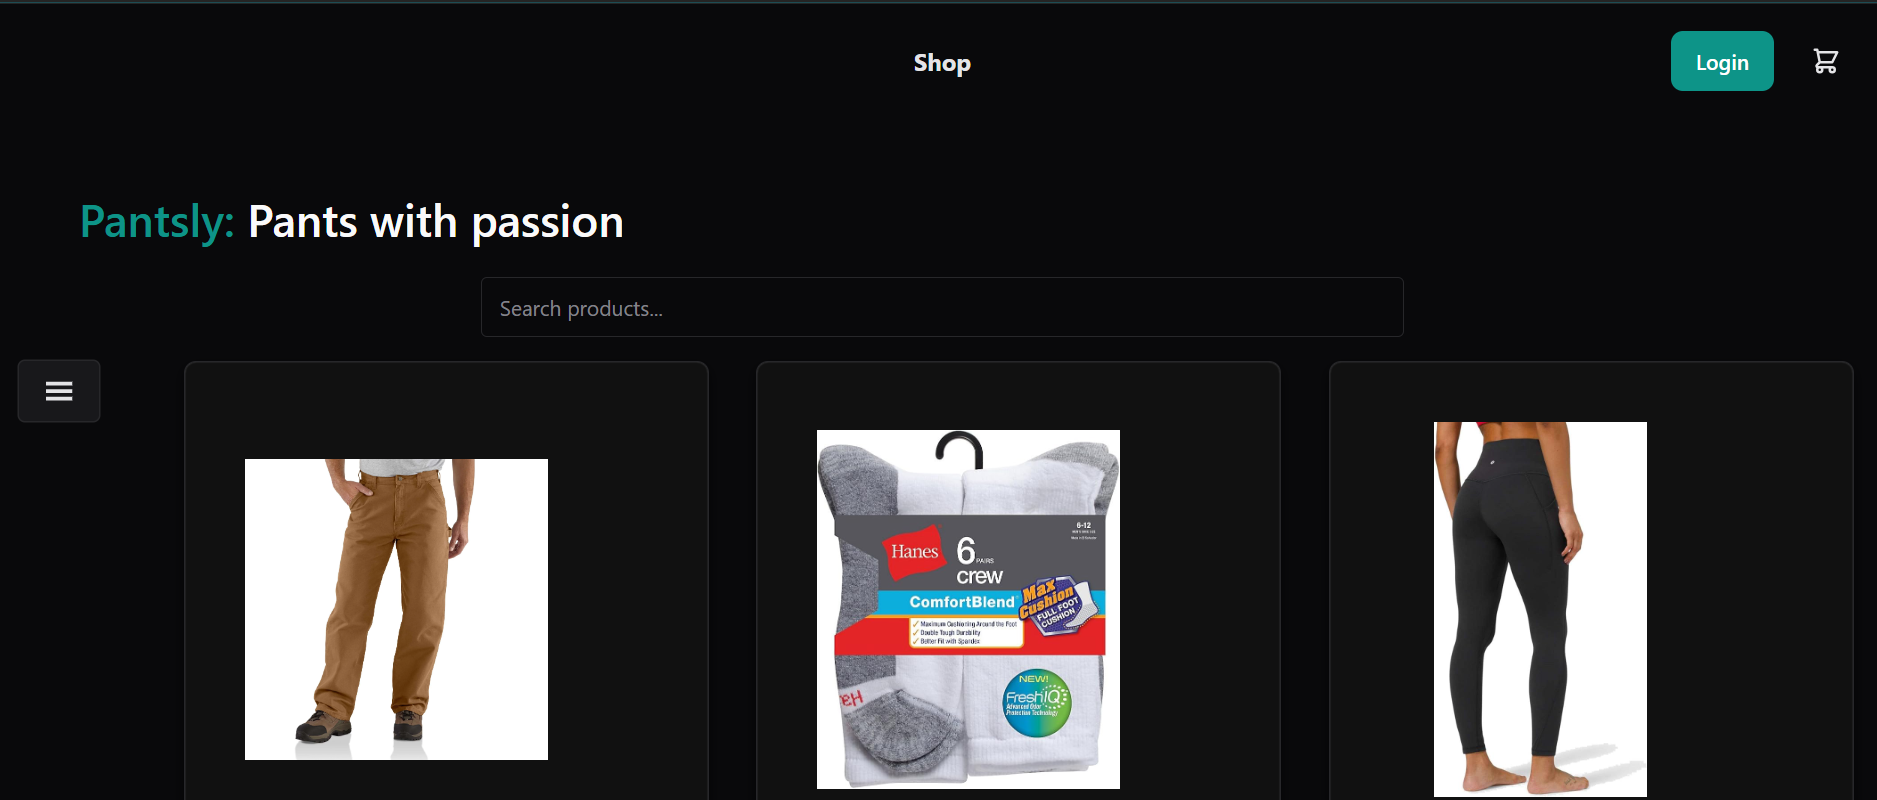 Shop
Login
Pantsly: Pants with passion
Search products...
Hanes
6
PAIRS
crew
6-12
ComfortBlend
Max
Cushion
FULL FOOT
CUSHION
✓ Maximum Cushioning Around the Foot
✓ Double Tough Durability
✓ Better Fit with Spandex
NEW!
FreshIQ
Advanced Odor
Protection Technology
Ha